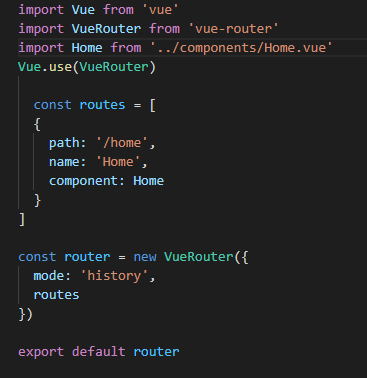 import Vue from 'vue'
import VueRouter from 'vue-router'
import Home from '../components/Home.vue'
Vue.use(VueRouter)
const routes = [
{
path: '/home',
name: 'Home',
component: Home
}
]
const router = new VueRouter({
mode: 'history',
routes
})
export default router